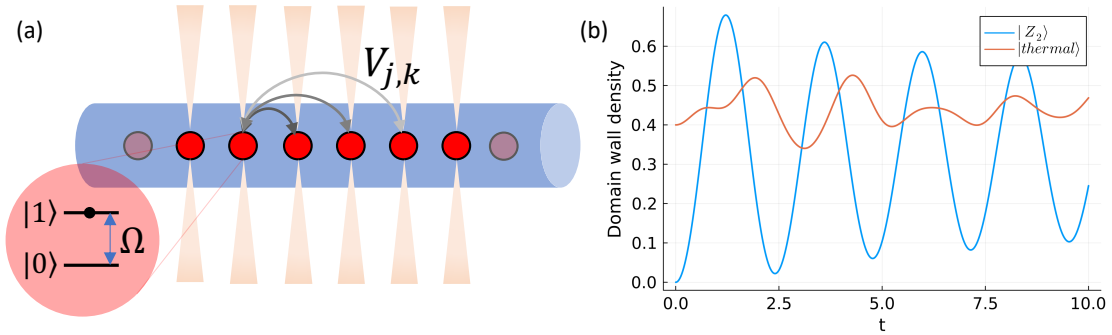 (a)
V_{j,k}
|1⟩
Ω
|0⟩
(b)
Domain wall density
0.6
0.5
0.4
0.3
0.2
0.1
0.0
|Z₂⟩
|thermal⟩
0.0 2.5 5.0 7.5 10.0
t